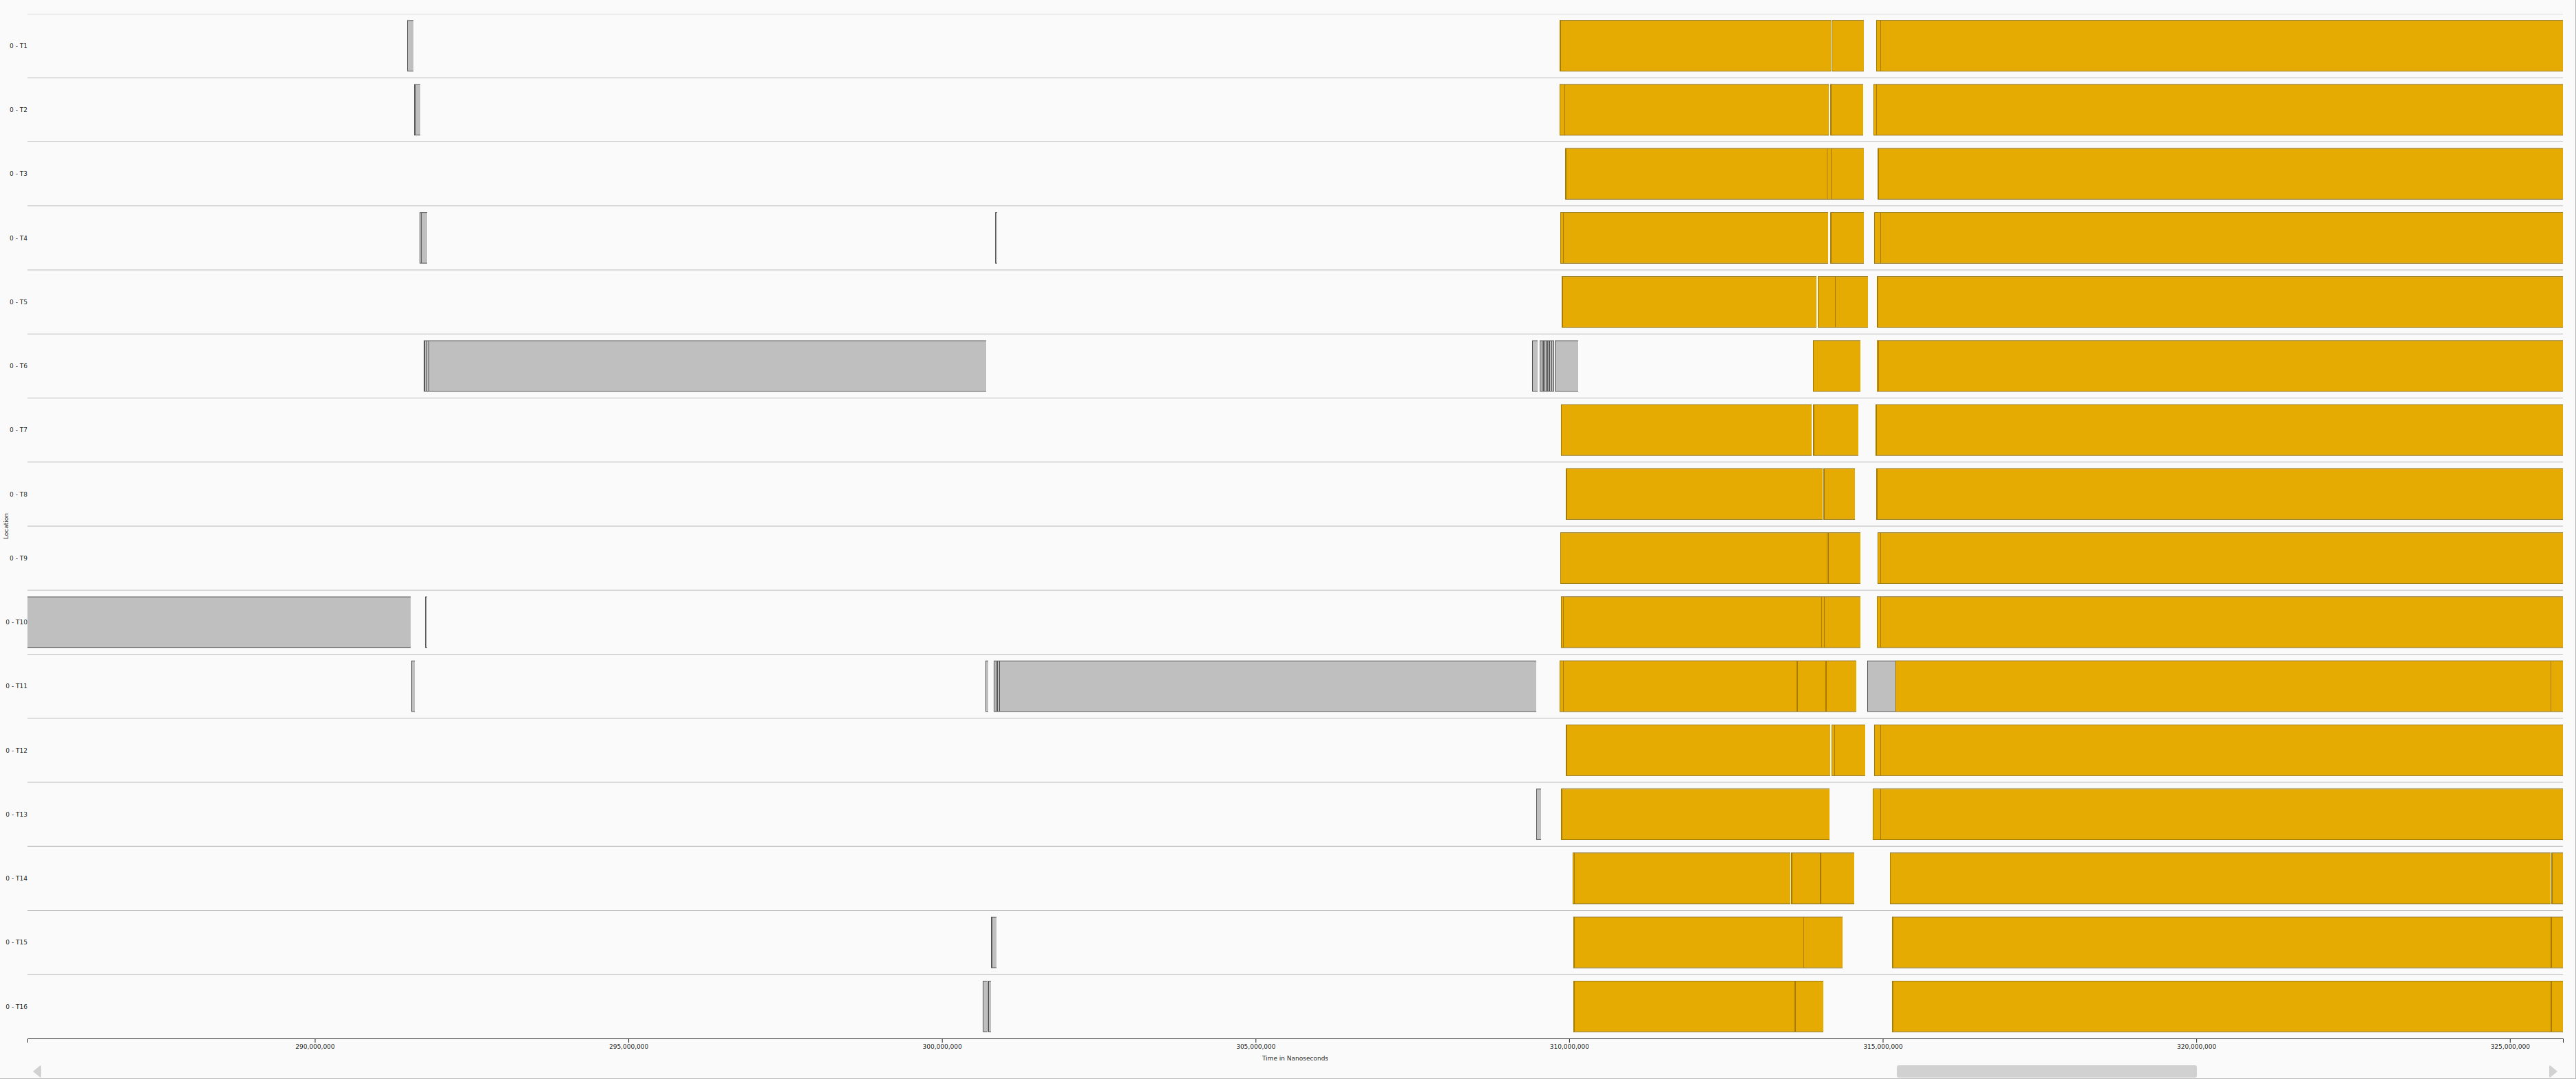 0 - T1
0 - T2
0 - T3
0 - T4
0 - T5
0 - T6
0 - T7
0 - T8
Location
0 - T9
0 - T10
0 - T11
0 - T12
0 - T13
0 - T14
0 - T15
0 - T16
290,000,000 295,000,000 300,000,000 305,000,000 310,000,000 315,000,000 320,000,000 325,000,000
Time in Nanoseconds